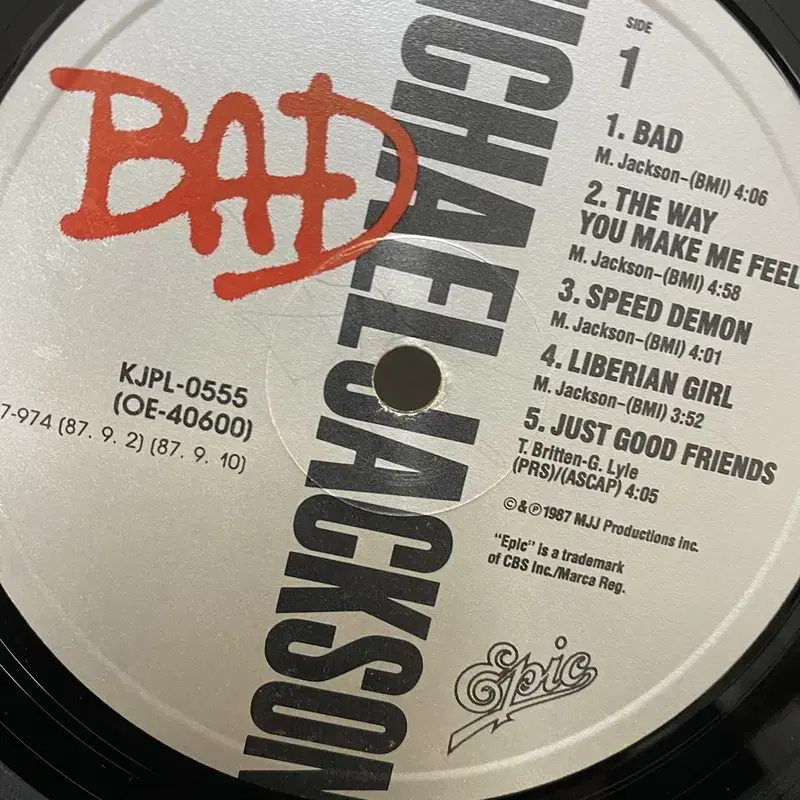 BAD
MICHAEL JACKSON
SIDE
1
1. BAD
M. Jackson-(BMI) 4:06
2. THE WAY
YOU MAKE ME FEEL
M. Jackson-(BMI) 4:58
3. SPEED DEMON
M. Jackson-(BMI) 4:01
4. LIBERIAN GIRL
M. Jackson-(BMI) 3:52
5. JUST GOOD FRIENDS
T. Britten-G. Lyle
(PRS)/(ASCAP) 4:05
©&℗1987 MJJ Productions Inc.
"Epic" is a trademark
of CBS Inc./Marca Reg.
KJPL-0555
(OE-40600)
7-974 (87. 9. 2) (87. 9. 10)
Epic